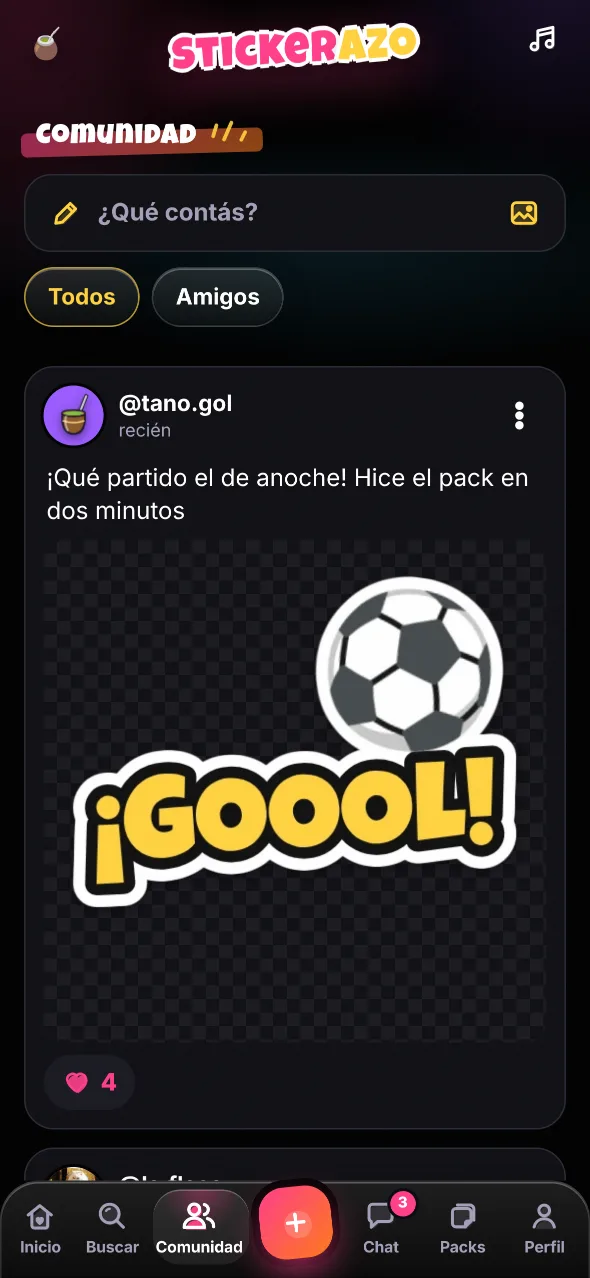 STICKERAZO
COMUNIDAD
¿Qué contás?
Todos
Amigos
@tano.gol
recién
¡Qué partido el de anoche! Hice el pack en
dos minutos
¡GOOOL!
4
3
Inicio
Buscar
Comunidad
Chat
Packs
Perfil